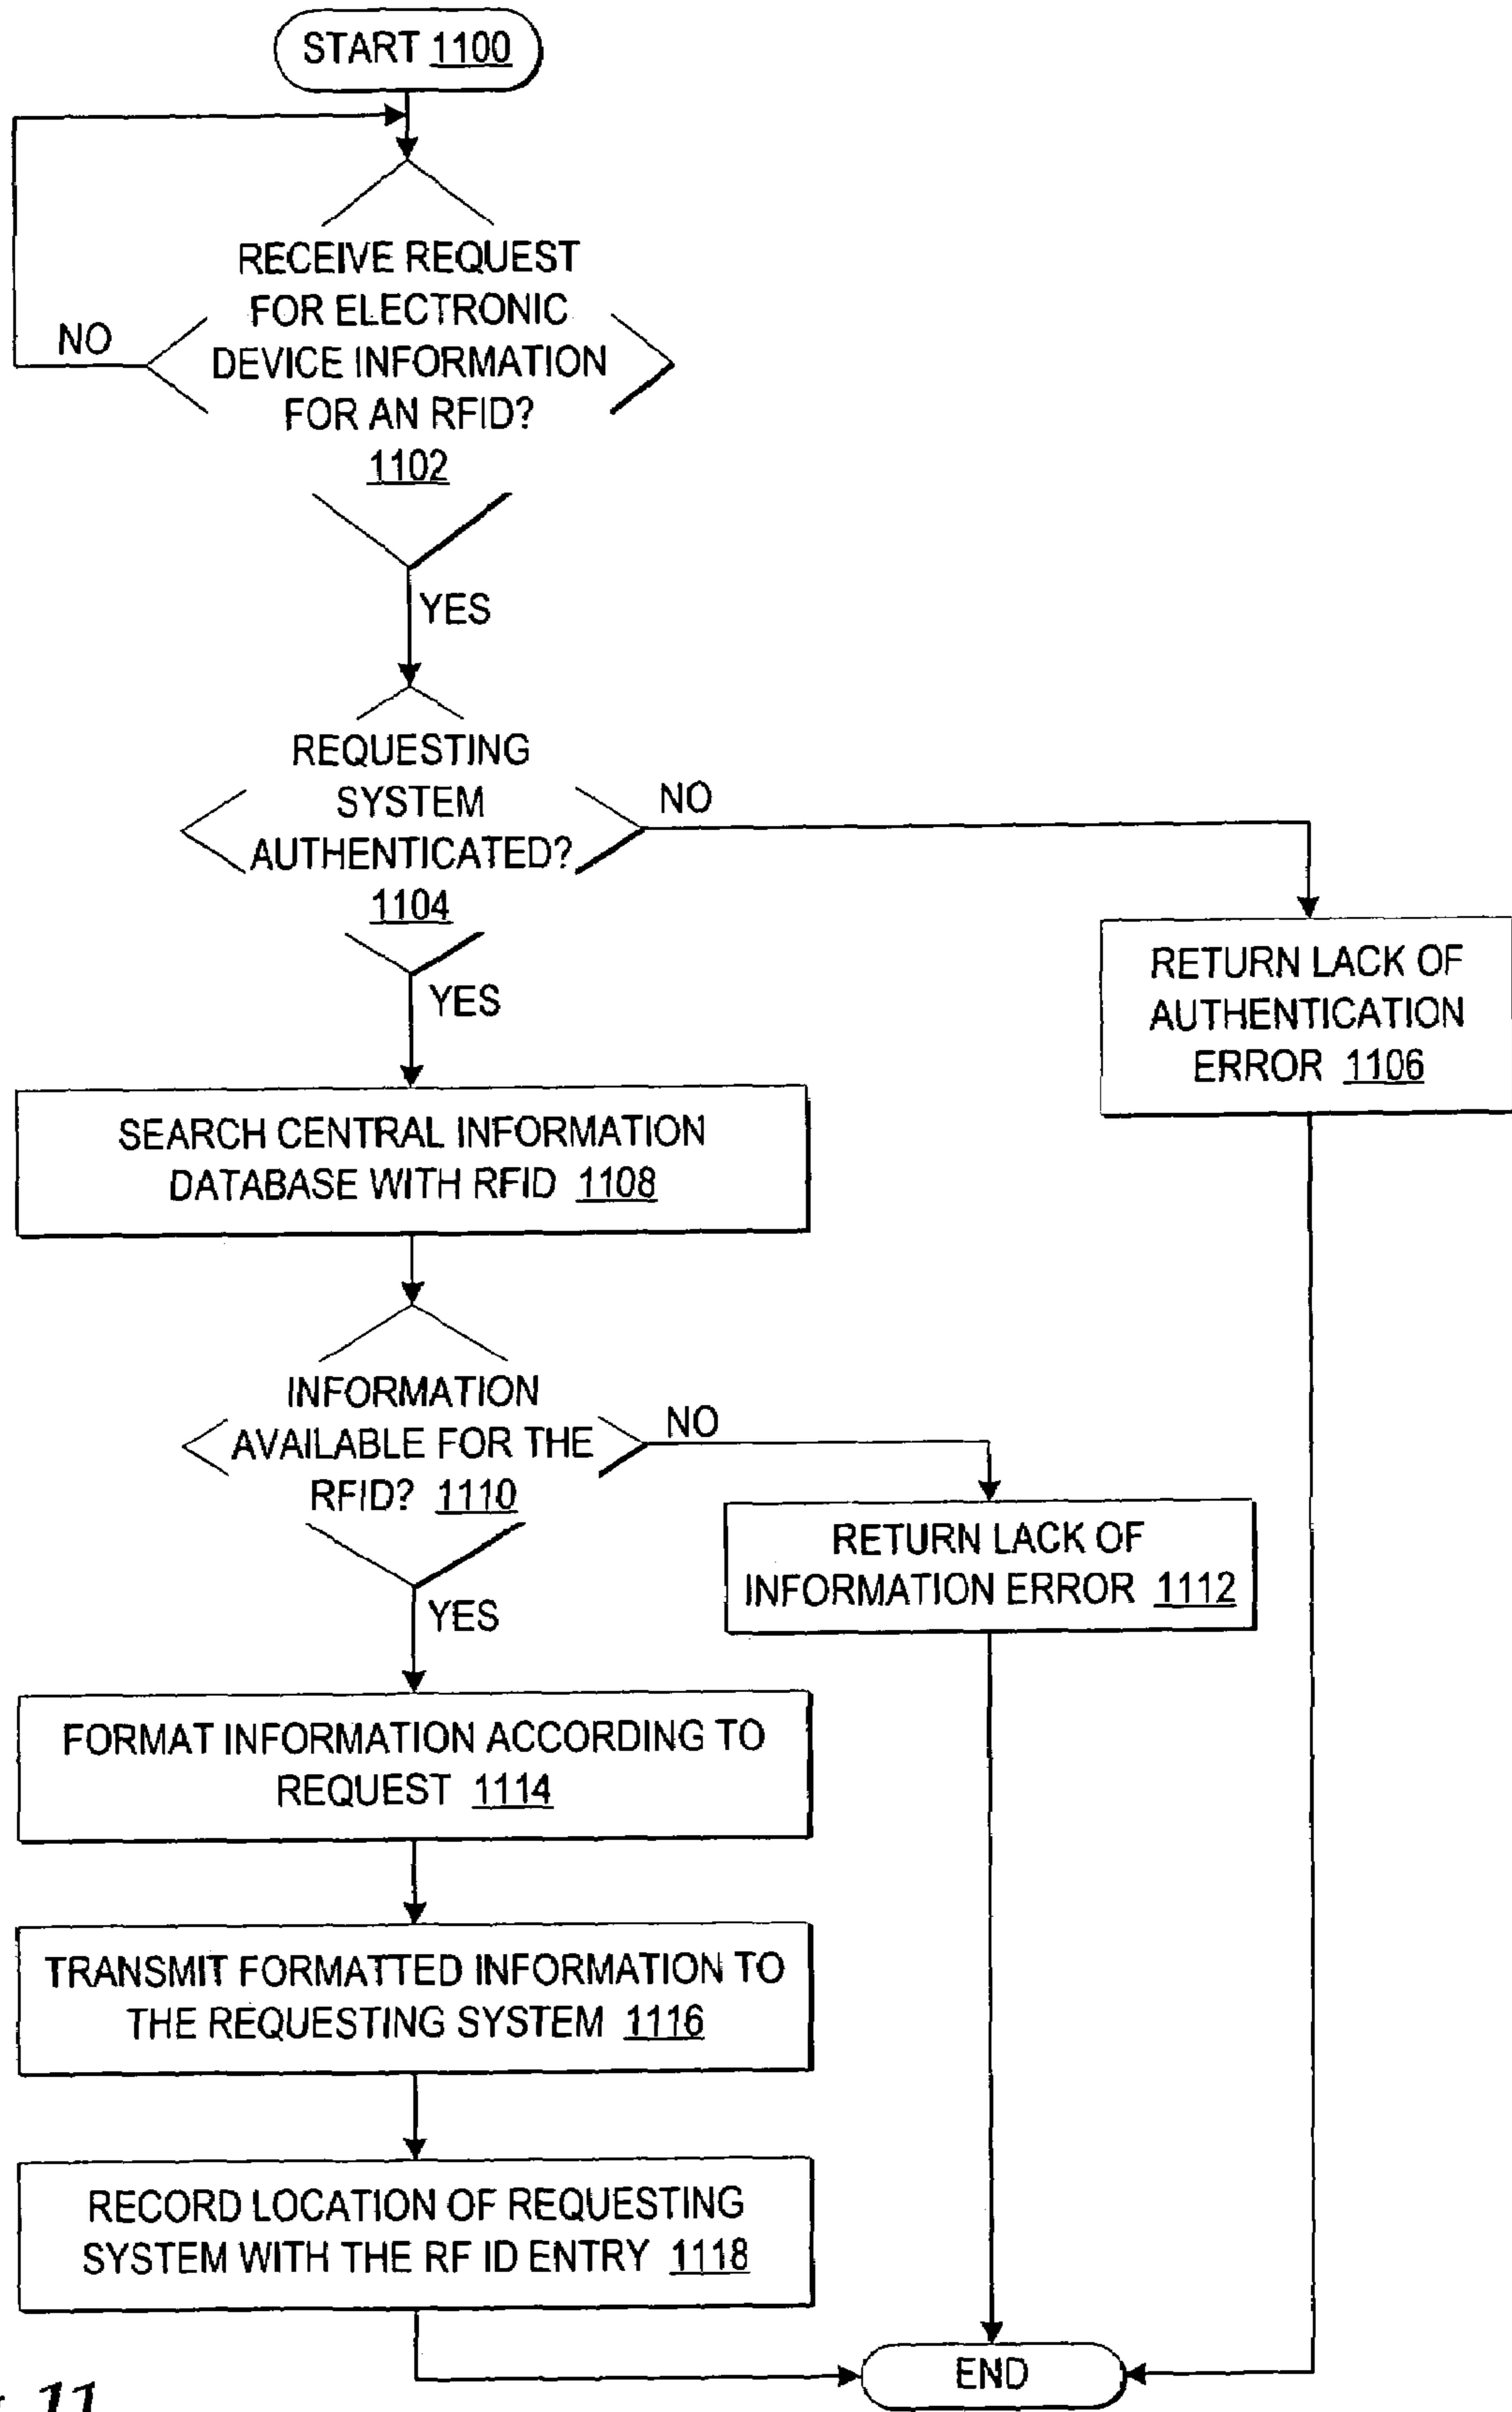 START 1100
RECEIVE REQUEST
FOR ELECTRONIC
DEVICE INFORMATION
FOR AN RFID?
1102
NO
YES
REQUESTING
SYSTEM
AUTHENTICATED?
1104
NO
YES
RETURN LACK OF
AUTHENTICATION
ERROR 1106
SEARCH CENTRAL INFORMATION
DATABASE WITH RFID 1108
INFORMATION
AVAILABLE FOR THE
RFID? 1110
NO
YES
RETURN LACK OF
INFORMATION ERROR 1112
FORMAT INFORMATION ACCORDING TO
REQUEST 1114
TRANSMIT FORMATTED INFORMATION TO
THE REQUESTING SYSTEM 1116
RECORD LOCATION OF REQUESTING
SYSTEM WITH THE RF ID ENTRY 1118
END
11